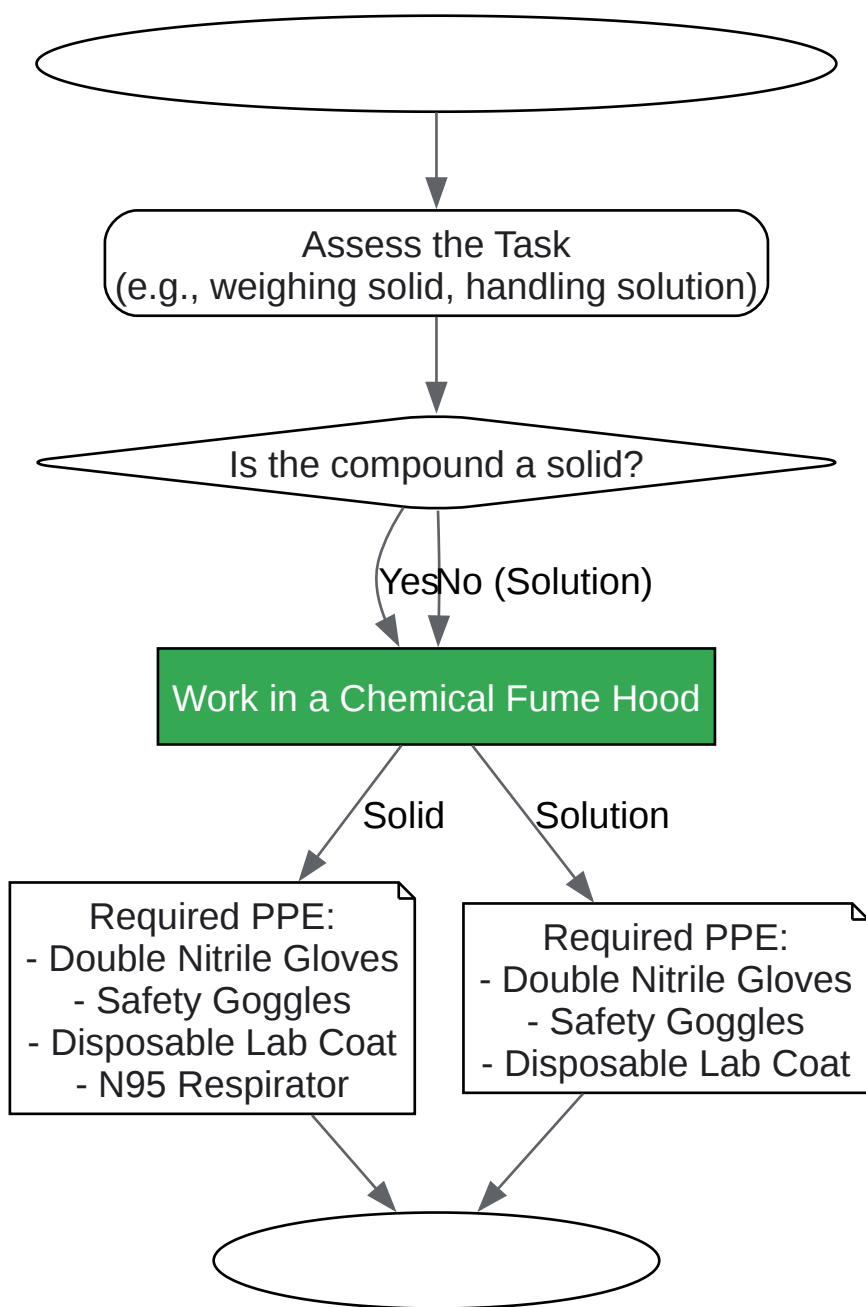 Assess the Task
(e.g., weighing solid, handling solution)
Is the compound a solid?
Yes
No (Solution)
Work in a Chemical Fume Hood
Solid
Solution
Required PPE:
- Double Nitrile Gloves
- Safety Goggles
- Disposable Lab Coat
- N95 Respirator
Required PPE:
- Double Nitrile Gloves
- Safety Goggles
- Disposable Lab Coat